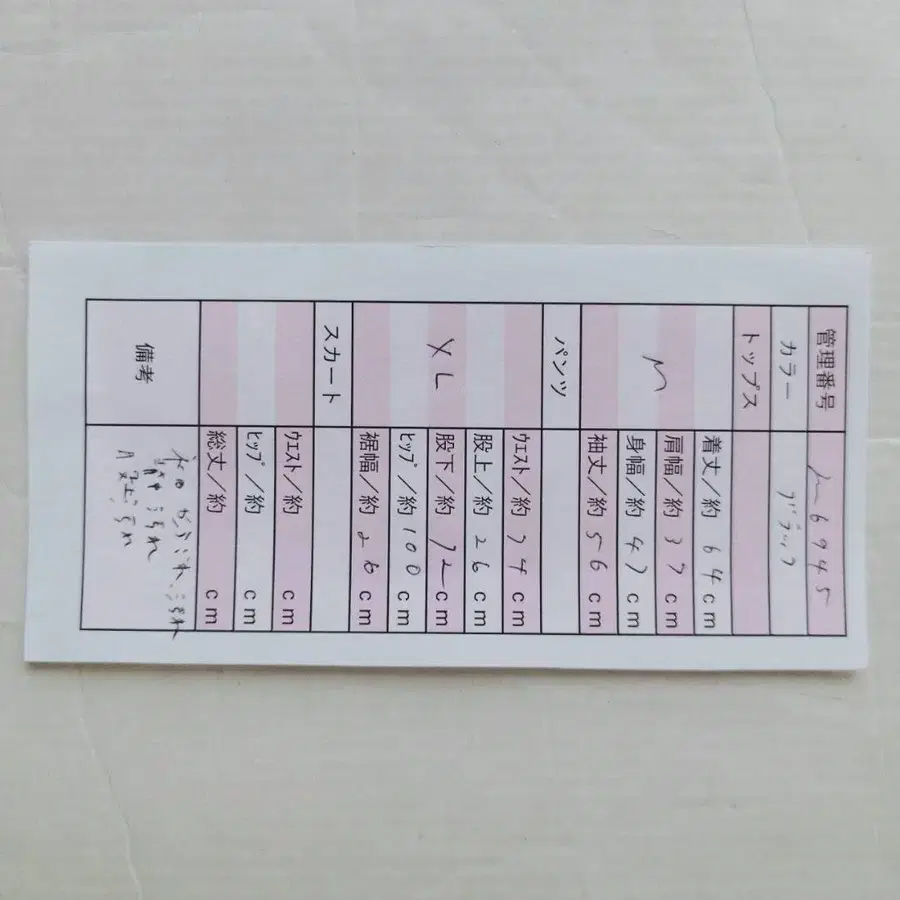 管理番号 m6945
カラー ブラック
トップス
M
着丈／約 64cm
肩幅／約 37cm
身幅／約 47cm
袖丈／約 56cm
パンツ
XL
ウエスト／約 74cm
股上／約 26cm
股下／約 72cm
ヒップ／約 100cm
裾幅／約 26cm
スカート
ウエスト／約 cm
ヒップ／約 cm
総丈／約 cm
備考